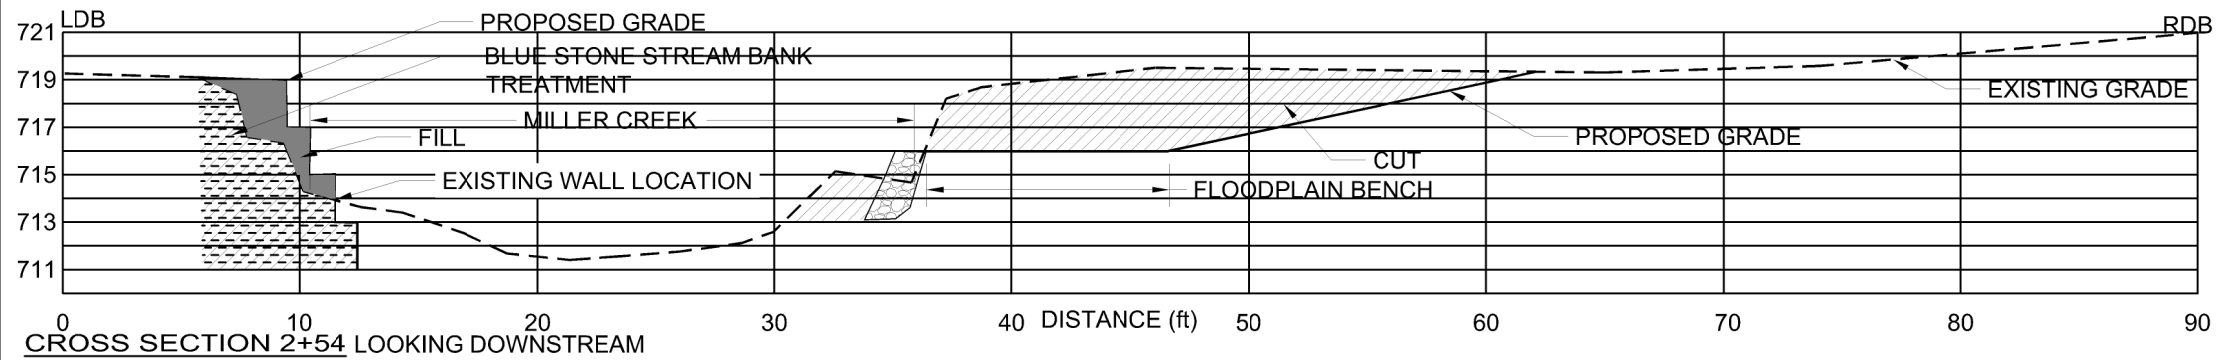 LDB
RDB
721
719
717
715
713
711
PROPOSED GRADE
BLUE STONE STREAM BANK
TREATMENT
MILLER CREEK
FILL
EXISTING WALL LOCATION
EXISTING GRADE
PROPOSED GRADE
CUT
FLOODPLAIN BENCH
0 10 20 30 40 DISTANCE (ft) 50 60 70 80 90
CROSS SECTION 2+54 LOOKING DOWNSTREAM